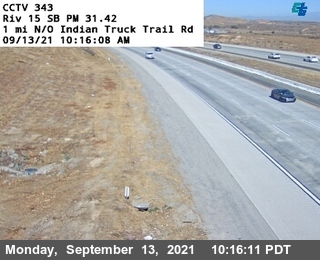 CCTV 343
Riv 15 SB PM 31.42
1 mi N/O Indian Truck Trail Rd
09/13/21 10:16:08 AM
Monday, September 13, 2021 10:16:11 PDT